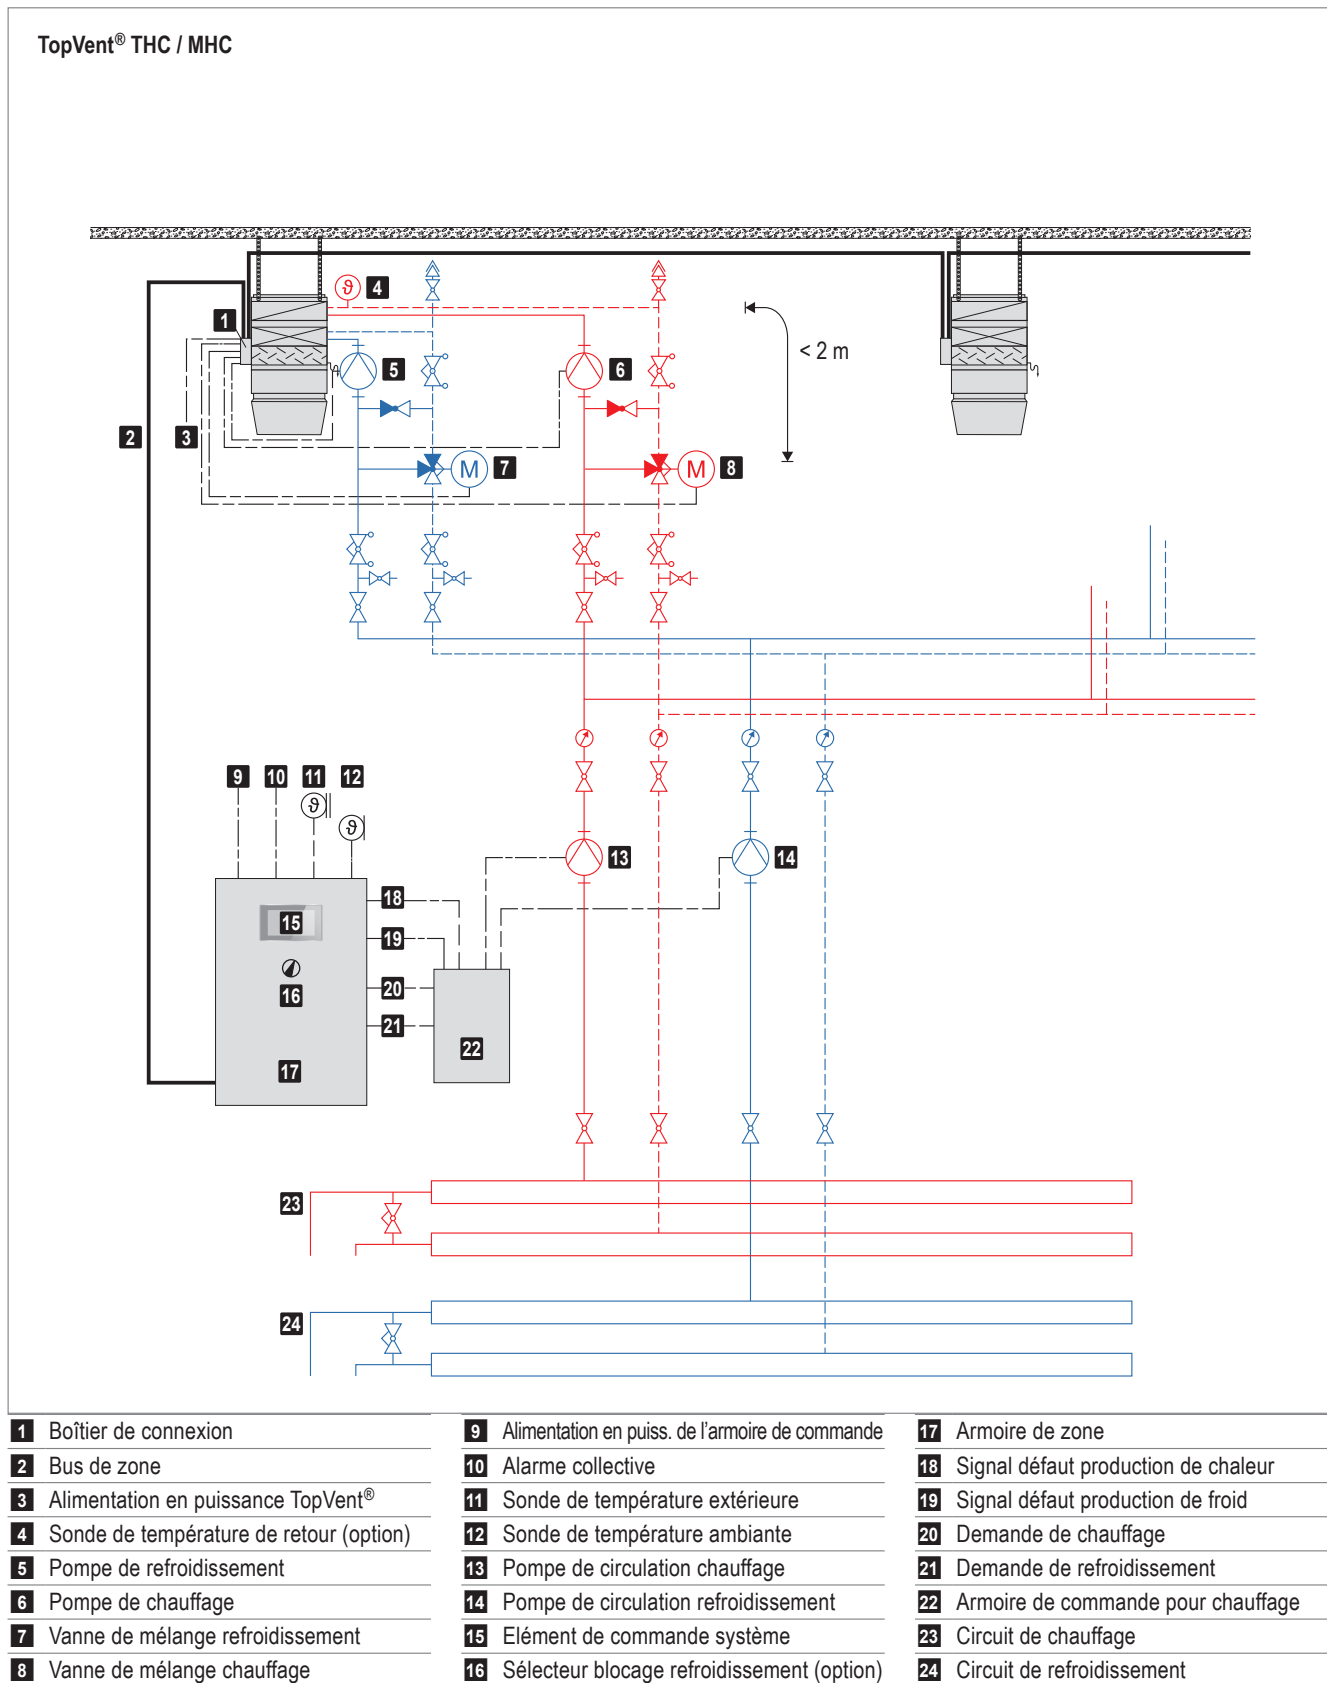 TopVent® THC / MHC
ϑ 4
1
< 2 m
5
6
2
3
M 7
M 8
9 10 11 12
ϑ
ϑ
13
14
18
15
19
16
20
21
22
17
23
24
1 Boîtier de connexion
2 Bus de zone
3 Alimentation en puissance TopVent®
4 Sonde de température de retour (option)
5 Pompe de refroidissement
6 Pompe de chauffage
7 Vanne de mélange refroidissement
8 Vanne de mélange chauffage
9 Alimentation en puiss. de l’armoire de commande
10 Alarme collective
11 Sonde de température extérieure
12 Sonde de température ambiante
13 Pompe de circulation chauffage
14 Pompe de circulation refroidissement
15 Elément de commande système
16 Sélecteur blocage refroidissement (option)
17 Armoire de zone
18 Signal défaut production de chaleur
19 Signal défaut production de froid
20 Demande de chauffage
21 Demande de refroidissement
22 Armoire de commande pour chauffage
23 Circuit de chauffage
24 Circuit de refroidissement